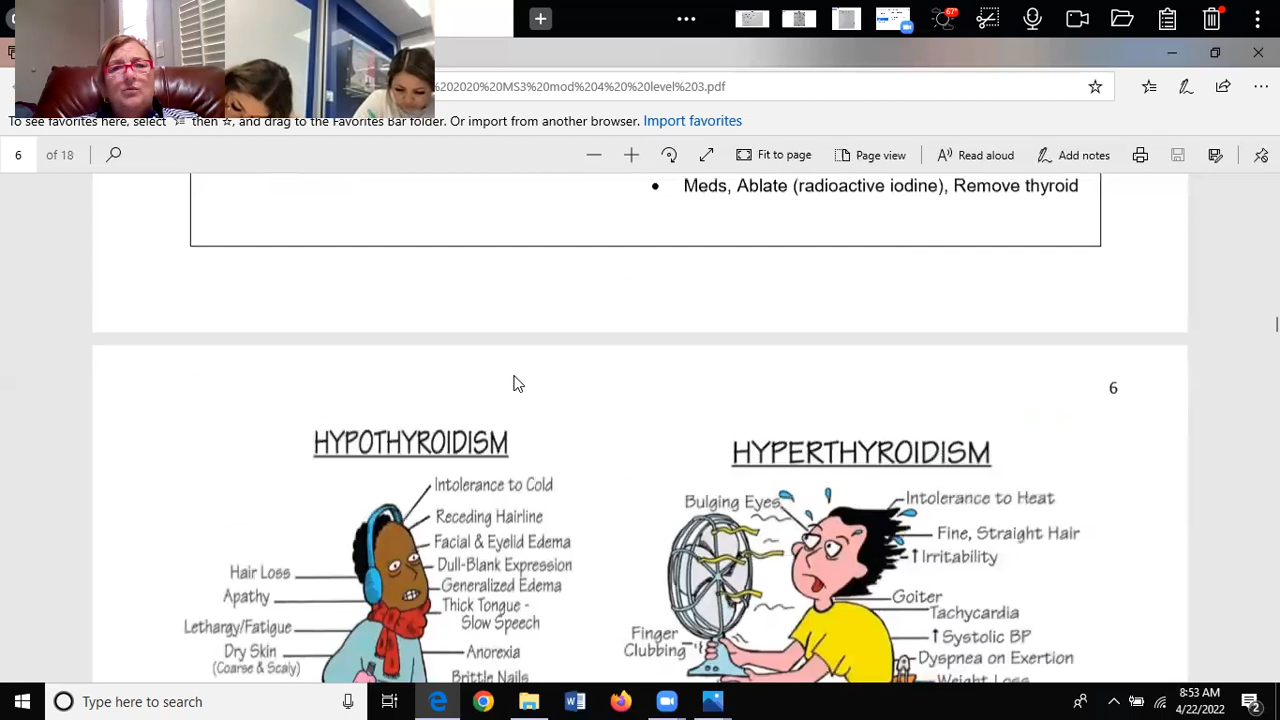 67°
%202020%20MS3%20mod%204%20%20level%203.pdf
To see favorites here, select then, and drag to the Favorites Bar folder. Or import from another browser. Import favorites
6 of 18
Fit to page
Page view
Read aloud
Add notes
• Meds, Ablate (radioactive iodine), Remove thyroid
6
HYPOTHYROIDISM
Intolerance to Cold
Receding Hairline
Facial & Eyelid Edema
Dull-Blank Expression
Hair Loss
Generalized Edema
Apathy
Thick Tongue -
Slow Speech
Lethargy/Fatigue
Dry Skin
(Coarse & Scaly)
Anorexia
Brittle Nails
HYPERTHYROIDISM
Bulging Eyes
Intolerance to Heat
Fine, Straight Hair
↑ Irritability
Goiter
Tachycardia
Finger
Clubbing
↑ Systolic BP
Dyspnea on Exertion
Weight Loss
Type here to search
8:53 AM
4/22/2022
2